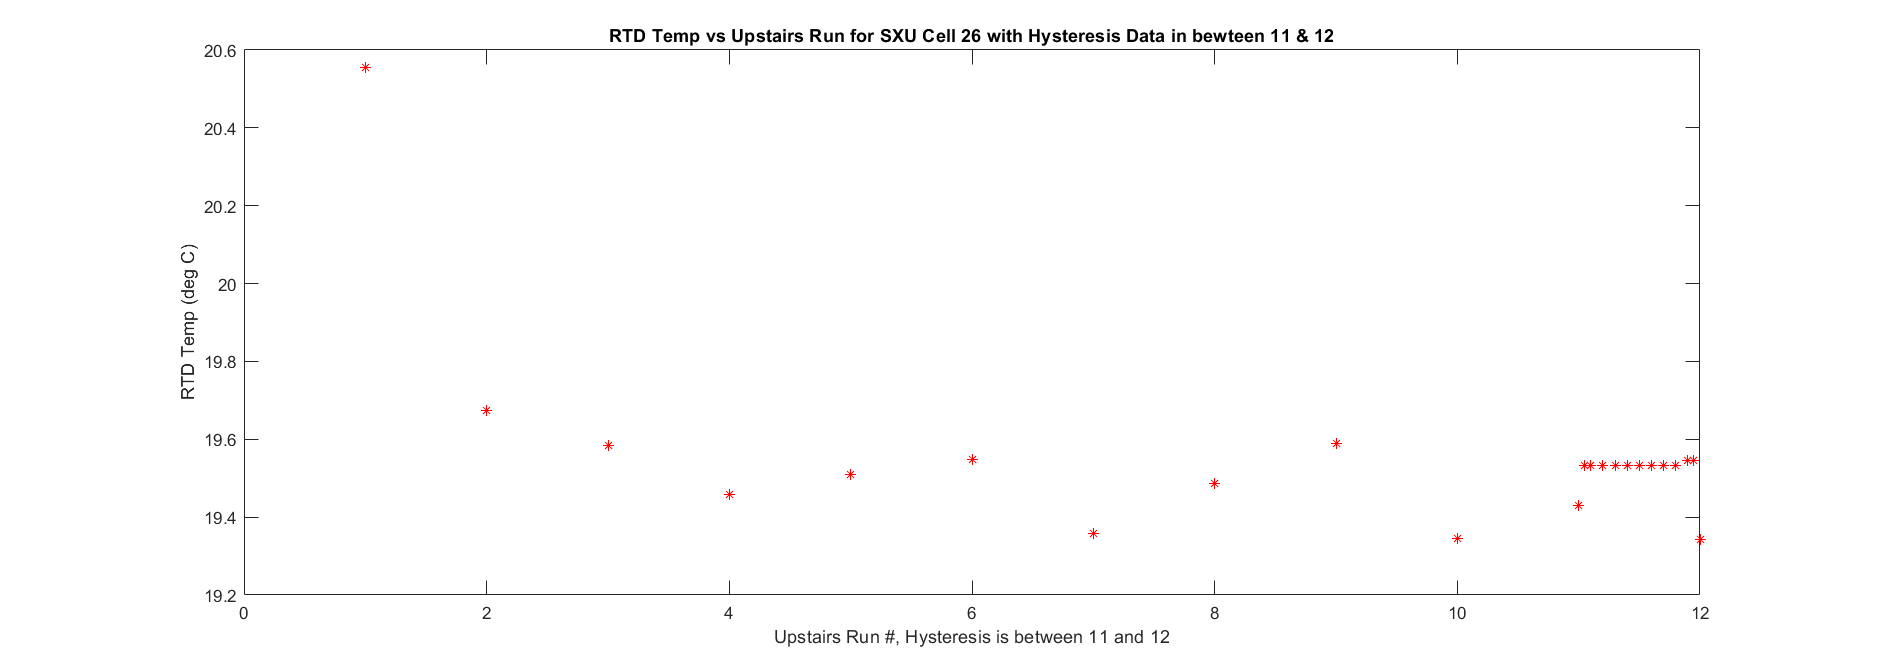 RTD Temp vs Upstairs Run for SXU Cell 26 with Hysteresis Data in bewteen 11 & 12
20.6
20.4
20.2
20
19.8
19.6
19.4
19.2
RTD Temp (deg C)
0 2 4 6 8 10 12
Upstairs Run #, Hysteresis is between 11 and 12